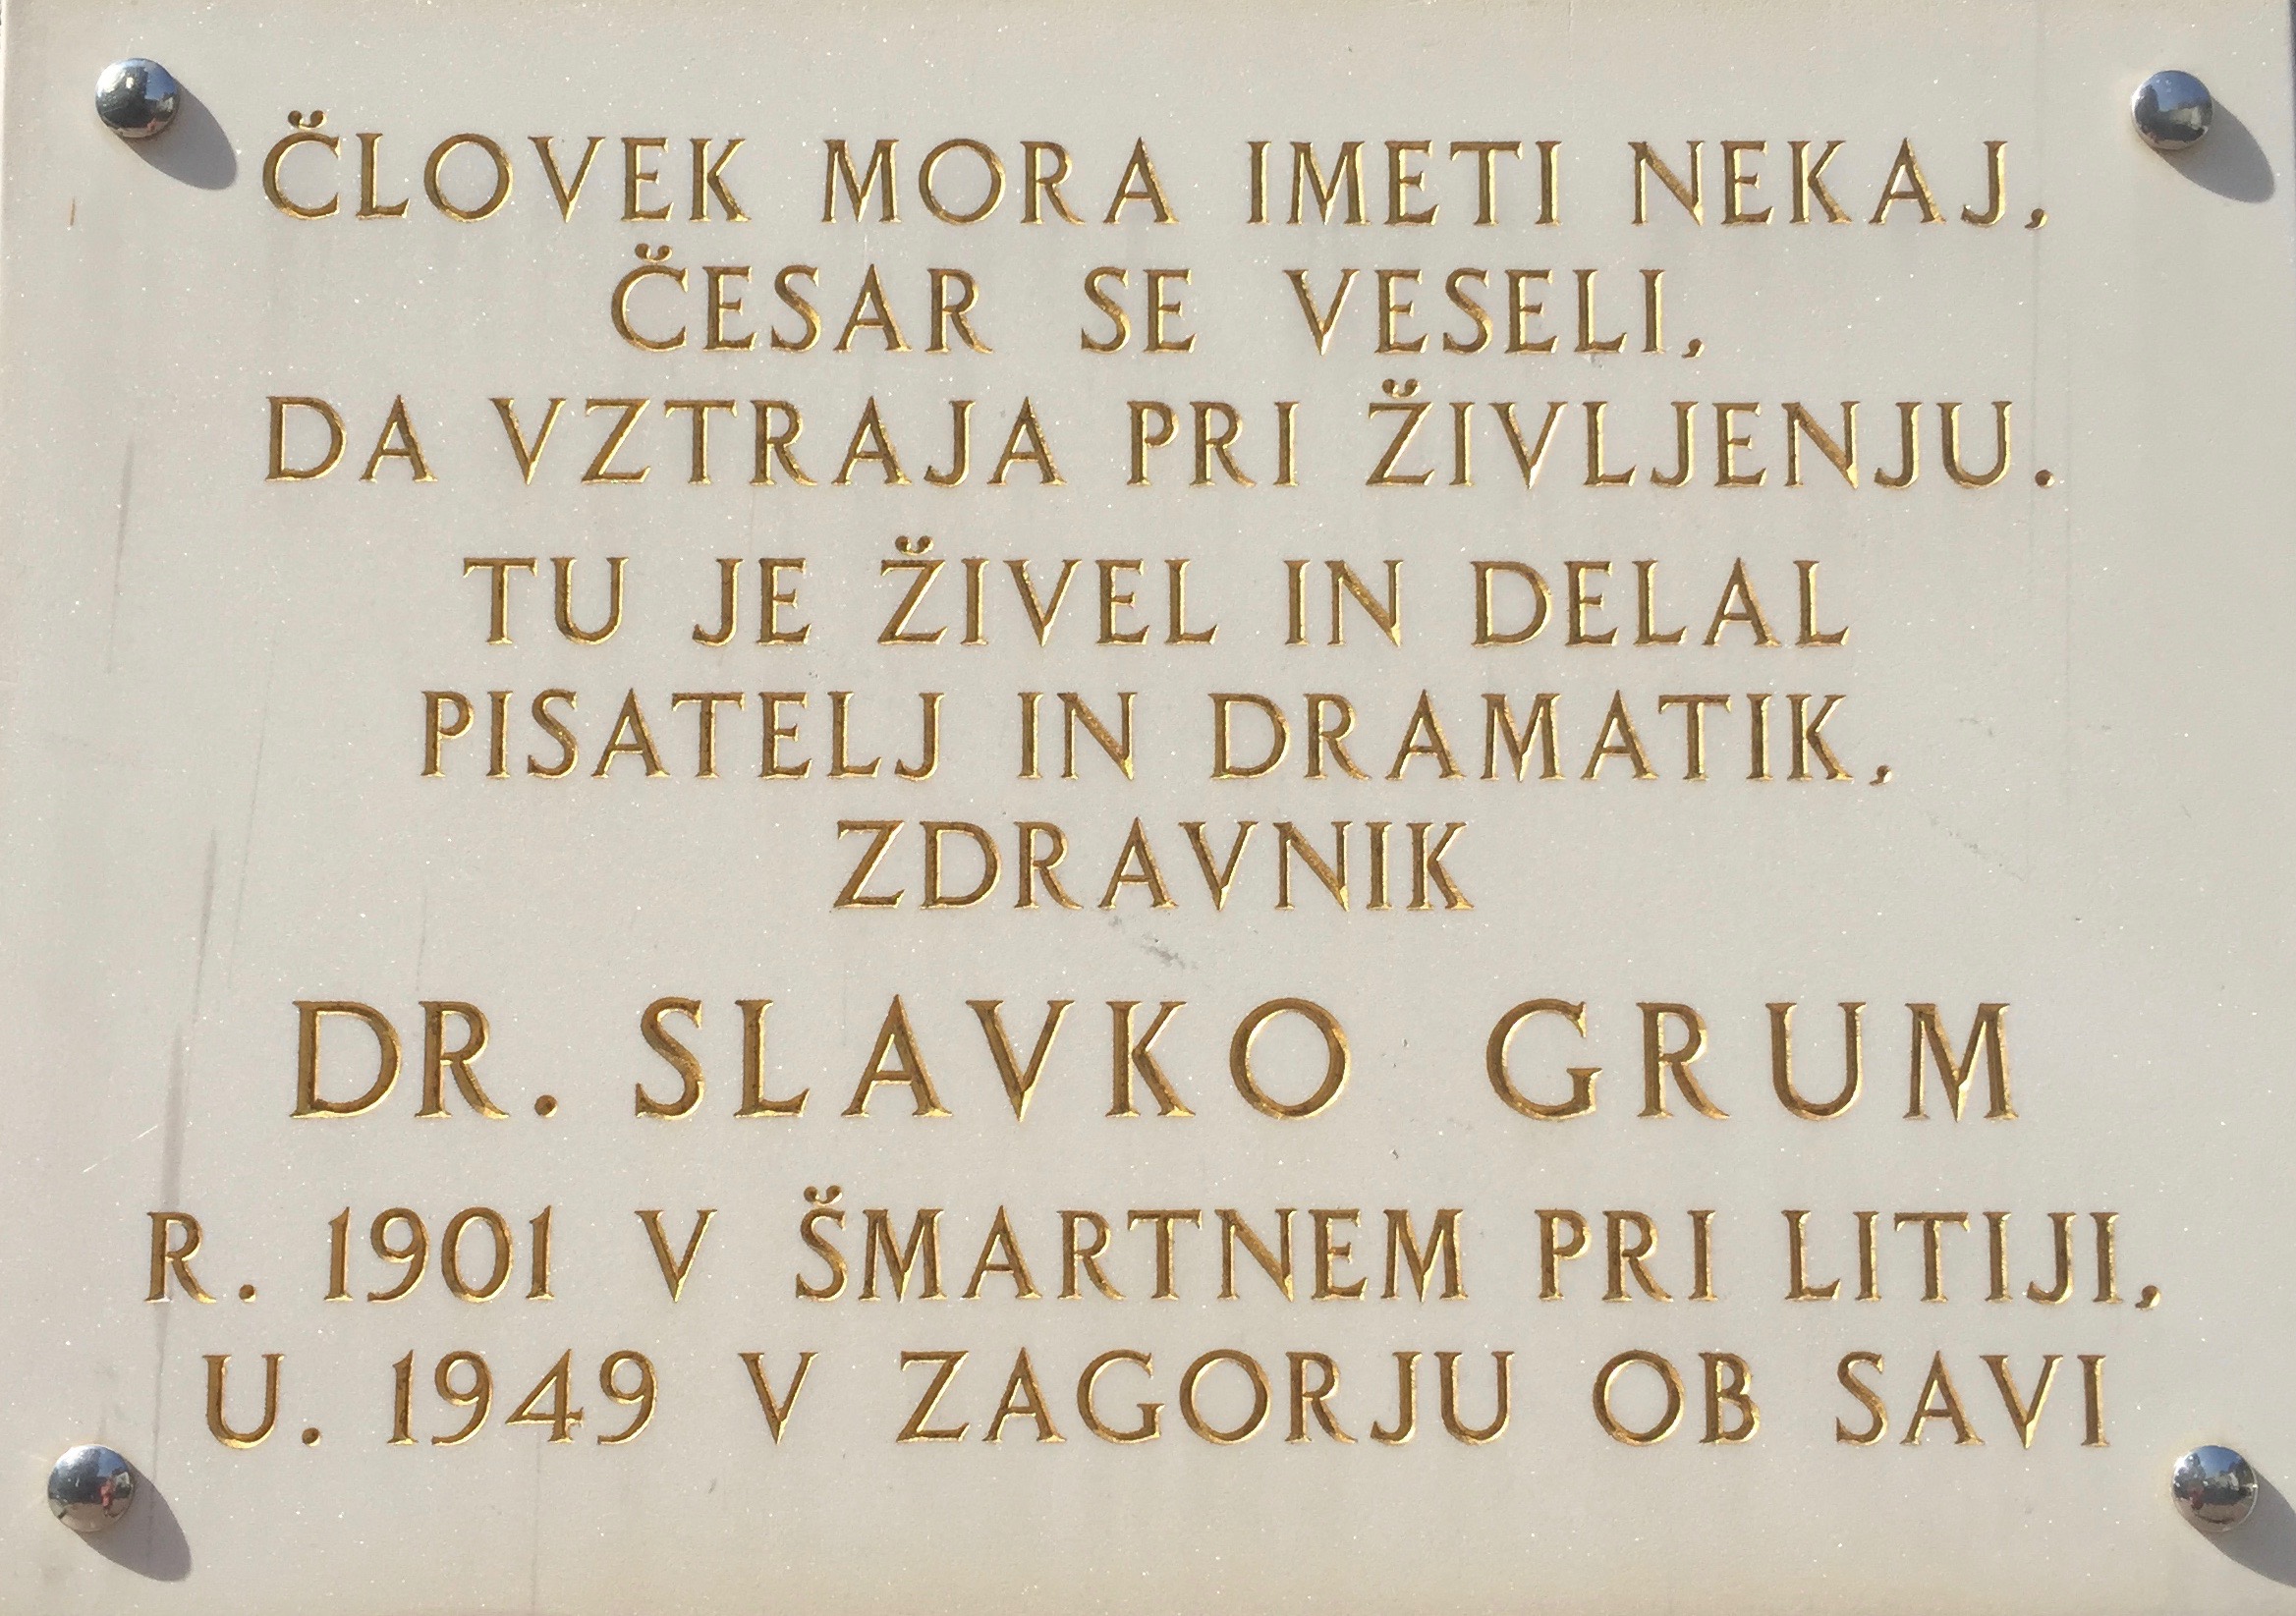 ČLOVEK MORA IMETI NEKAJ,
ČESAR SE VESELI,
DA VZTRAJA PRI ŽIVLJENJU.
TU JE ŽIVEL IN DELAL
PISATELJ IN DRAMATIK,
ZDRAVNIK
DR. SLAVKO GRUM
R. 1901 V ŠMARTNEM PRI LITIJI,
U. 1949 V ZAGORJU OB SAVI